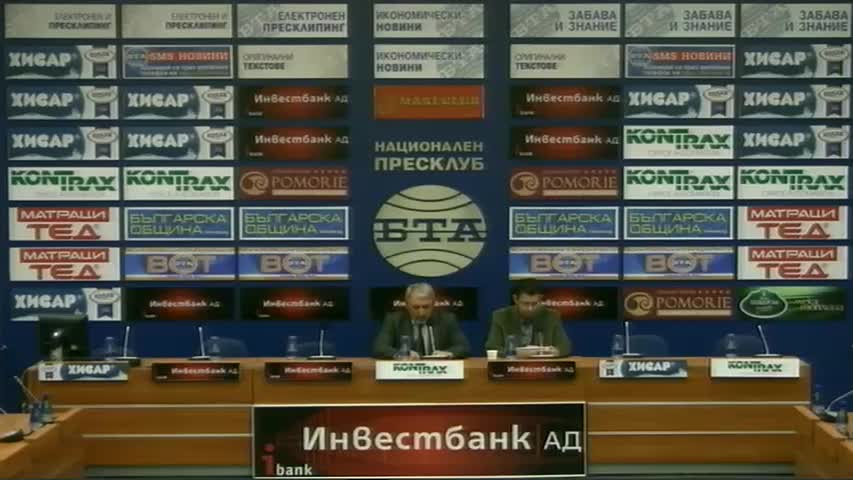 ЕЛЕКТРОНЕН И ПРЕСКЛИПИНГ
ЕЛЕКТРОНЕН И ПРЕСКЛИПИНГ
ЕЛЕКТРОНЕН ПРЕСКЛИПИНГ
ИКОНОМИЧЕСКИ НОВИНИ
ЗАБАВА И ЗНАНИЕ
ЗАБАВА И ЗНАНИЕ
ЗАБАВА И ЗНАНИЕ
ХИСАР
БТА SMS НОВИНИ
ОРИГИНАЛНИ ТЕКСТОВЕ
ИКОНОМИЧЕСКИ НОВИНИ
ОРИГИНАЛНИ ТЕКСТОВЕ
SMS НОВИНИ
ХИСАР
ХИСАР
ХИСАР
ИНВЕСТБАНК АД
ИНВЕСТБАНК АД
ХИСАР
ХИСАР
ХИСАР
ХИСАР
ИНВЕСТБАНК АД
НАЦИОНАЛЕН ПРЕСКЛУБ
ИНВЕСТБАНК АД
KONTRAX
ХИСАР
KONTRAX
KONTRAX
POMORIE
POMORIE
KONTRAX
KONTRAX
МАТРАЦИ ТЕД
БЪЛГАРСКА ОБЩИНА
БЪЛГАРСКА ОБЩИНА
БТА
БЪЛГАРСКА ОБЩИНА
БЪЛГАРСКА ОБЩИНА
МАТРАЦИ ТЕД
МАТРАЦИ ТЕД
ВОТ
ВОТ
ВОТ
ВОТ
МАТРАЦИ ТЕД
ХИСАР
ИНВЕСТБАНК АД
ИНВЕСТБАНК АД
АД
POMORIE
ХИСАР
ИНВЕСТБАНК АД
ИНВЕСТБАНК АД
KONTRAX
ИНВЕСТБАНК АД
ХИСАР
KONTRAX
ИНВЕСТБАНК АД
ibank